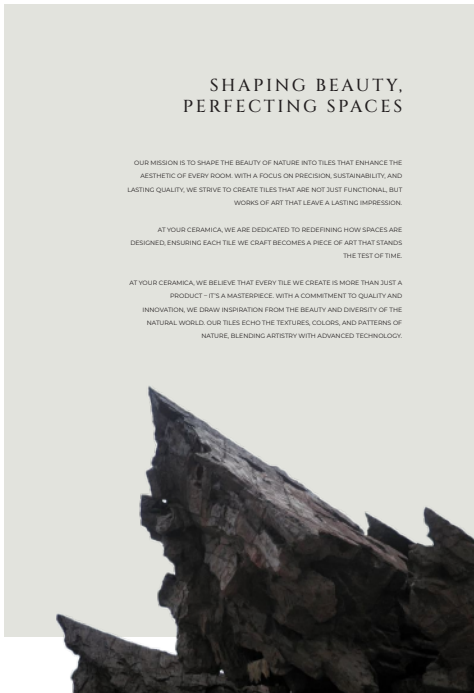 SHAPING BEAUTY,
PERFECTING SPACES
OUR MISSION IS TO SHAPE THE BEAUTY OF NATURE INTO TILES THAT ENHANCE THE
AESTHETIC OF EVERY ROOM. WITH A FOCUS ON PRECISION, SUSTAINABILITY, AND
LASTING QUALITY, WE STRIVE TO CREATE TILES THAT ARE NOT JUST FUNCTIONAL, BUT
WORKS OF ART THAT LEAVE A LASTING IMPRESSION.
AT YOUR CERAMICA, WE ARE DEDICATED TO REDEFINING HOW SPACES ARE
DESIGNED, ENSURING EACH TILE WE CRAFT BECOMES A PIECE OF ART THAT STANDS
THE TEST OF TIME.
AT YOUR CERAMICA, WE BELIEVE THAT EVERY TILE WE CREATE IS MORE THAN JUST A
PRODUCT – IT'S A MASTERPIECE. WITH A COMMITMENT TO QUALITY AND
INNOVATION, WE DRAW INSPIRATION FROM THE BEAUTY AND DIVERSITY OF THE
NATURAL WORLD. OUR TILES ECHO THE TEXTURES, COLORS, AND PATTERNS OF
NATURE, BLENDING ARTISTRY WITH ADVANCED TECHNOLOGY.